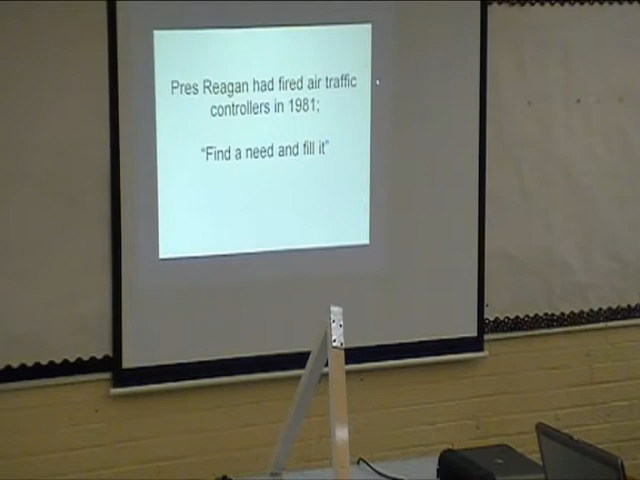 Pres Reagan had fired air traffic
controllers in 1981;
“Find a need and fill it”